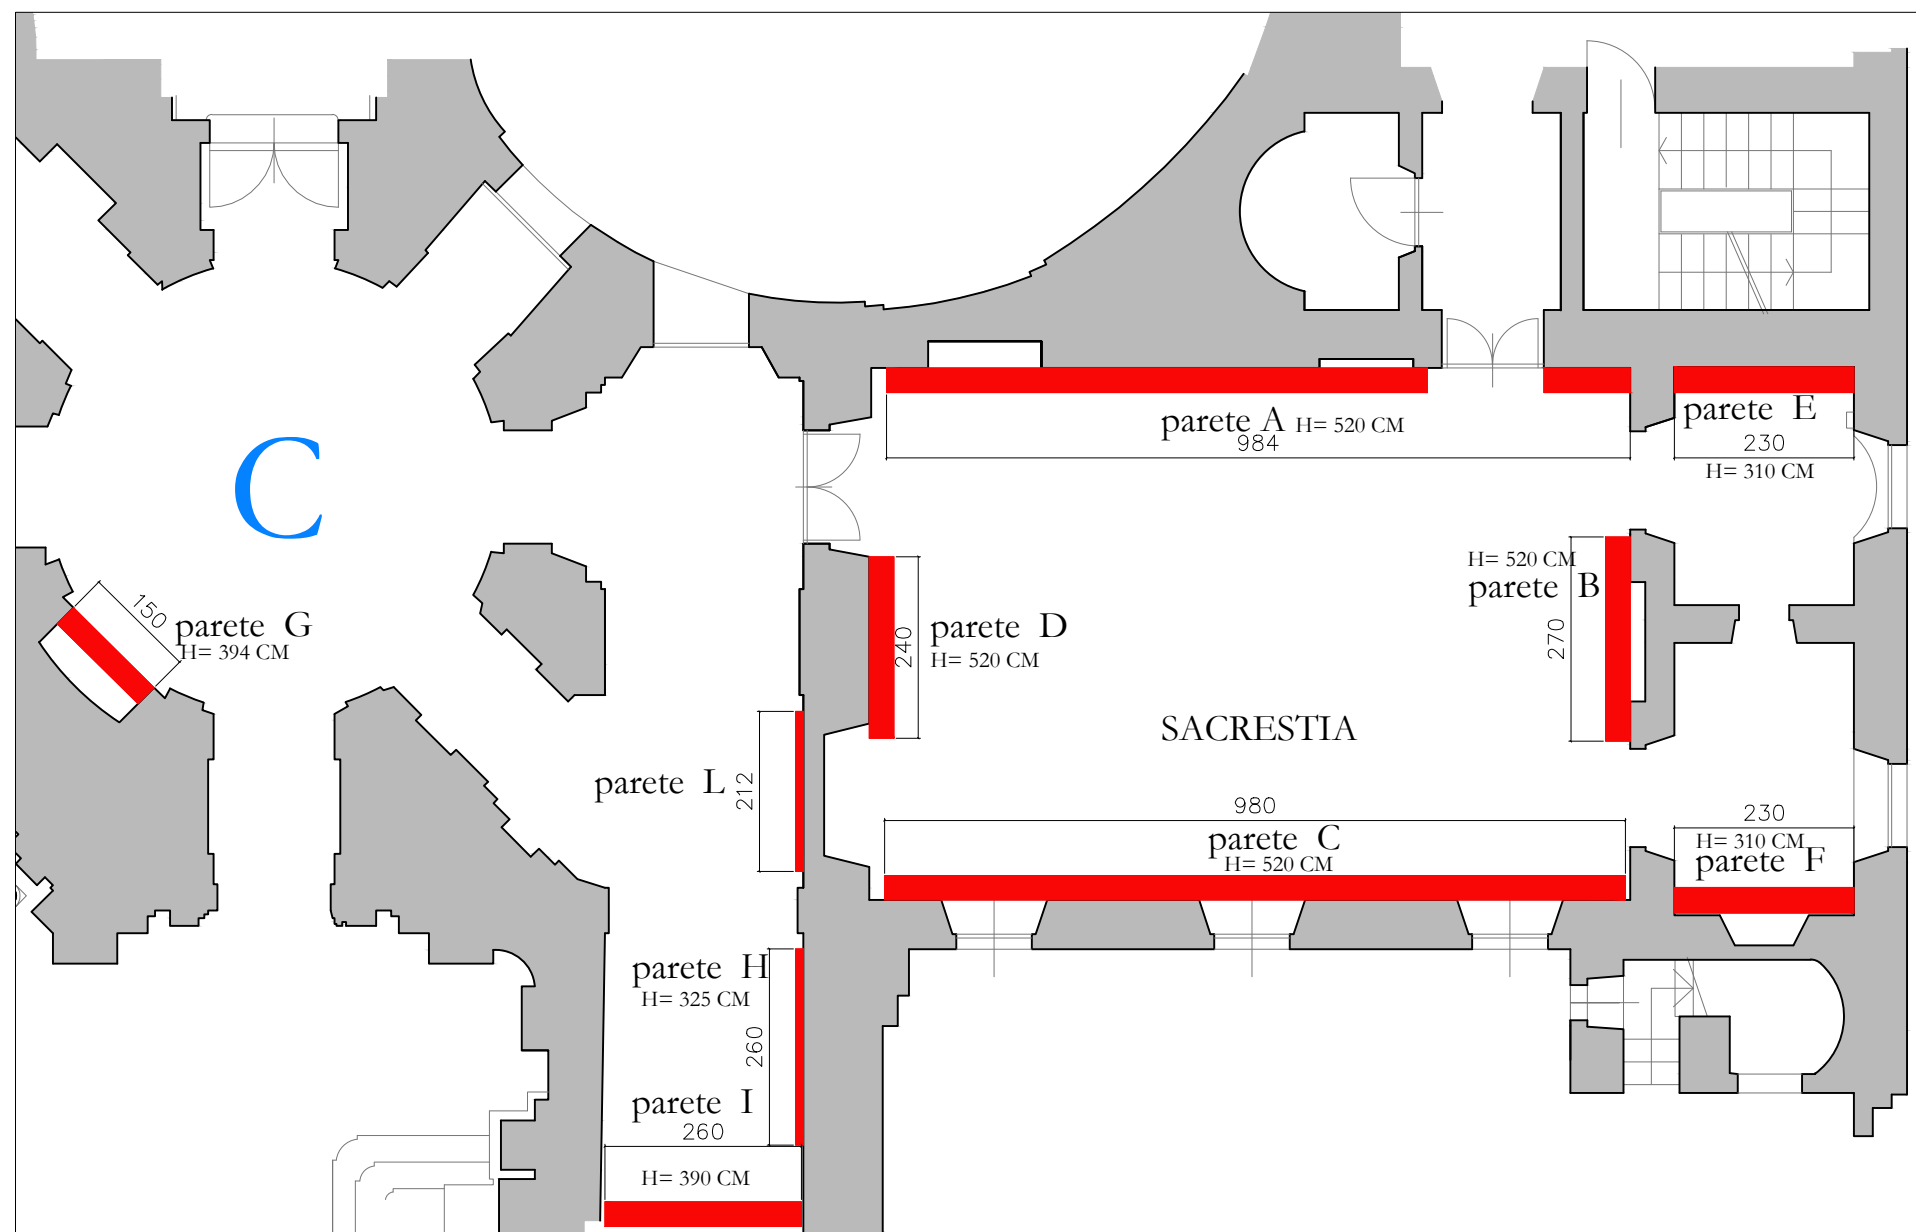 parete A H= 520 CM
984
parete E
230
H= 310 CM
C
H= 520 CM
parete B
270
150
parete G
H= 394 CM
parete D
H= 520 CM
240
SACRESTIA
parete L
212
980
parete C
H= 520 CM
230
H= 310 CM
parete F
parete H
H= 325 CM
260
parete I
260
H= 390 CM